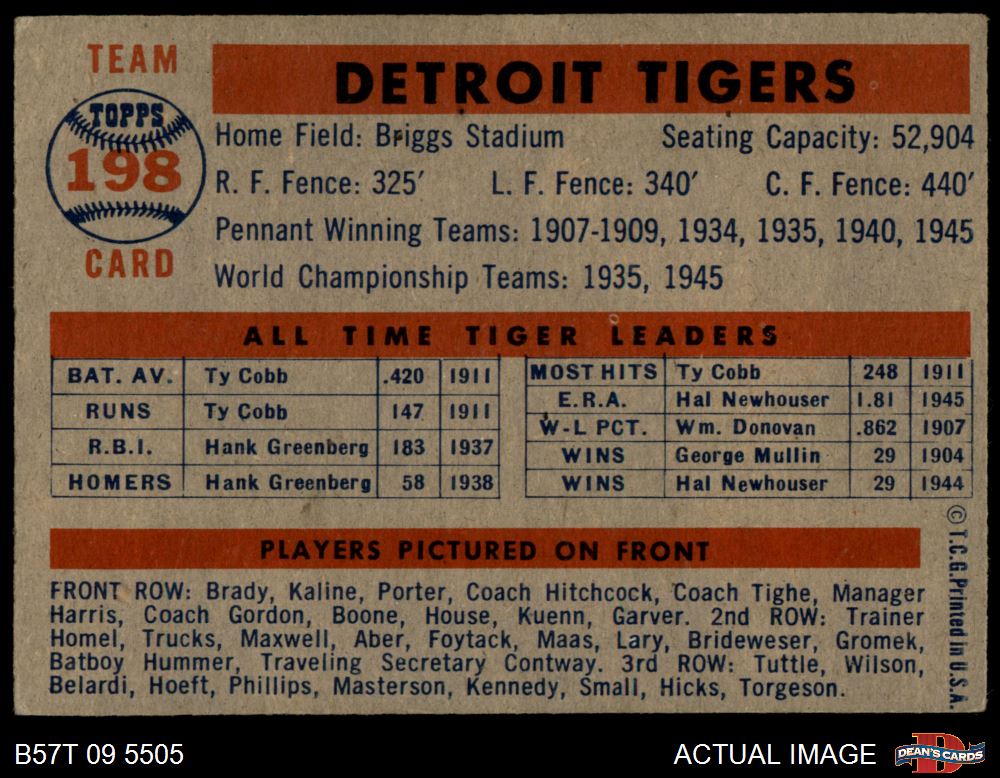 TEAM
TOPPS
198
CARD
DETROIT TIGERS
Home Field: Briggs Stadium Seating Capacity: 52,904
R. F. Fence: 325′ L. F. Fence: 340′ C. F. Fence: 440′
Pennant Winning Teams: 1907-1909, 1934, 1935, 1940, 1945
World Championship Teams: 1935, 1945
ALL TIME TIGER LEADERS
BAT. AV. Ty Cobb .420 1911
RUNS Ty Cobb 147 1911
R.B.I. Hank Greenberg 183 1937
HOMERS Hank Greenberg 58 1938
MOST HITS Ty Cobb 248 1911
E.R.A. Hal Newhouser 1.81 1945
W-L PCT. Wm. Donovan .862 1907
WINS George Mullin 29 1904
WINS Hal Newhouser 29 1944
PLAYERS PICTURED ON FRONT
FRONT ROW: Brady, Kaline, Porter, Coach Hitchcock, Coach Tighe, Manager
Harris, Coach Gordon, Boone, House, Kuenn, Garver. 2nd ROW: Trainer
Homel, Trucks, Maxwell, Aber, Foytack, Maas, Lary, Brideweser, Gromek,
Batboy Hummer, Traveling Secretary Contway. 3rd ROW: Tuttle, Wilson,
Belardi, Hoeft, Phillips, Masterson, Kennedy, Small, Hicks, Torgeson.
© T.C.G. Printed in U.S.A.
B57T 09 5505
ACTUAL IMAGE
DEAN'S CARDS